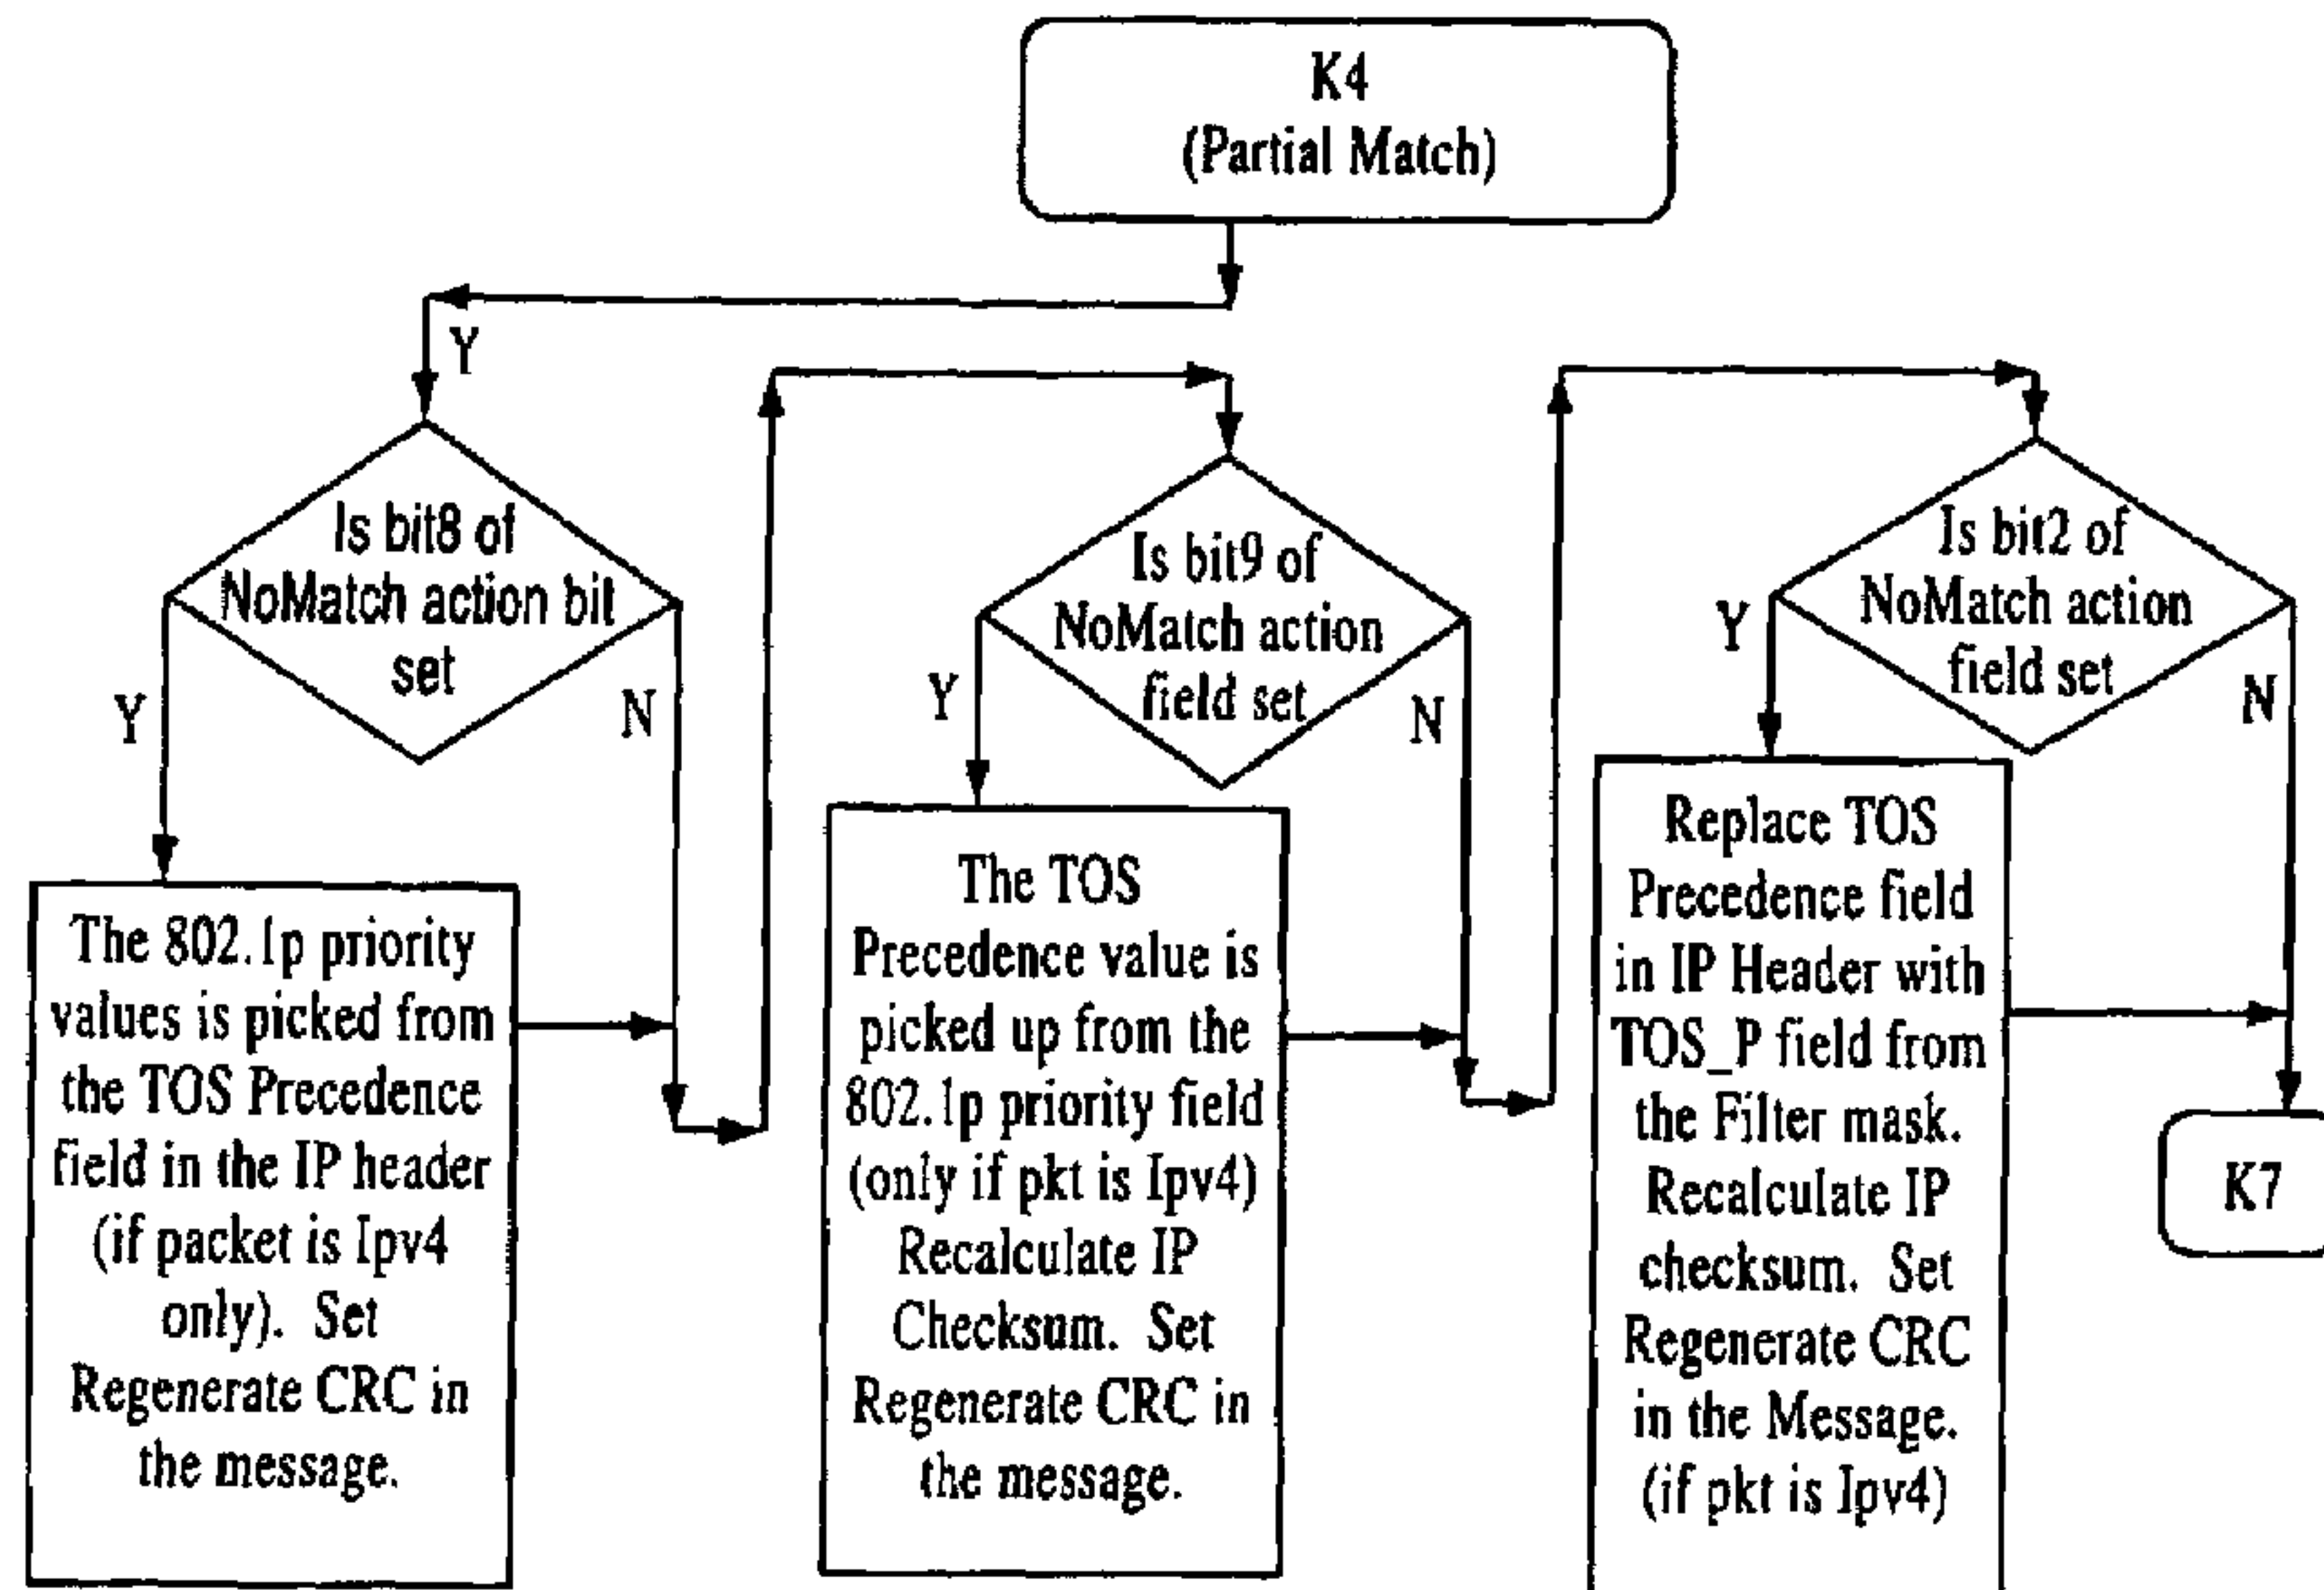 K4
(Partial Match)
Y
Is bit8 of
NoMatch action bit
set
Y
N
The 802.1p priority
values is picked from
the TOS Precedence
field in the IP header
(if packet is Ipv4
only). Set
Regenerate CRC in
the message.
Is bit9 of
NoMatch action
field set
Y
N
The TOS
Precedence value is
picked up from the
802.1p priority field
(only if pkt is Ipv4)
Recalculate IP
Checksum. Set
Regenerate CRC in
the message.
Is bit2 of
NoMatch action
field set
Y
N
Replace TOS
Precedence field
in IP Header with
TOS_P field from
the Filter mask.
Recalculate IP
checksum. Set
Regenerate CRC
in the Message.
(if pkt is Ipv4)
K7